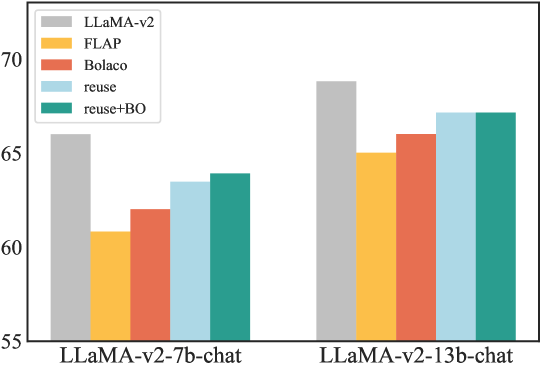 LLaMA-v2
FLAP
Bolaco
reuse
reuse+BO
70
65
60
55
LLaMA-v2-7b-chat
LLaMA-v2-13b-chat